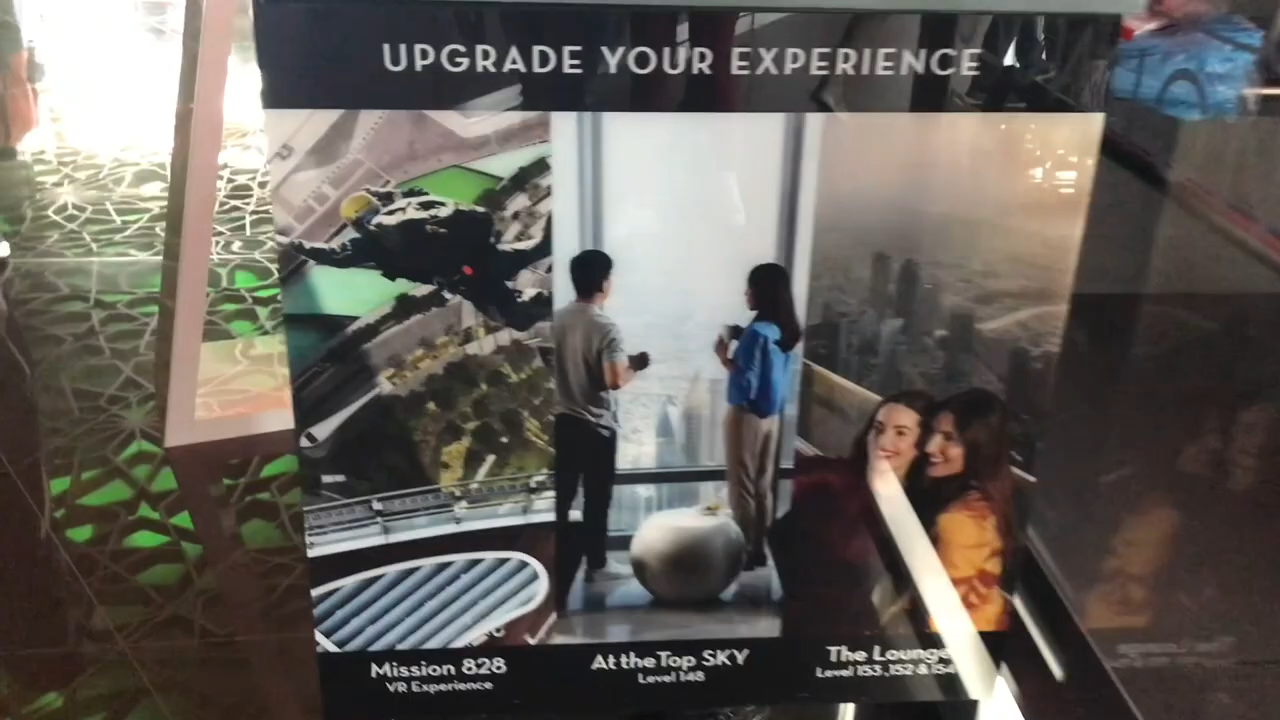 UPGRADE YOUR EXPERIENCE
Mission 828
VR Experience
At the Top SKY
Level 148
The Lounge
Level 153 ,152 & 154